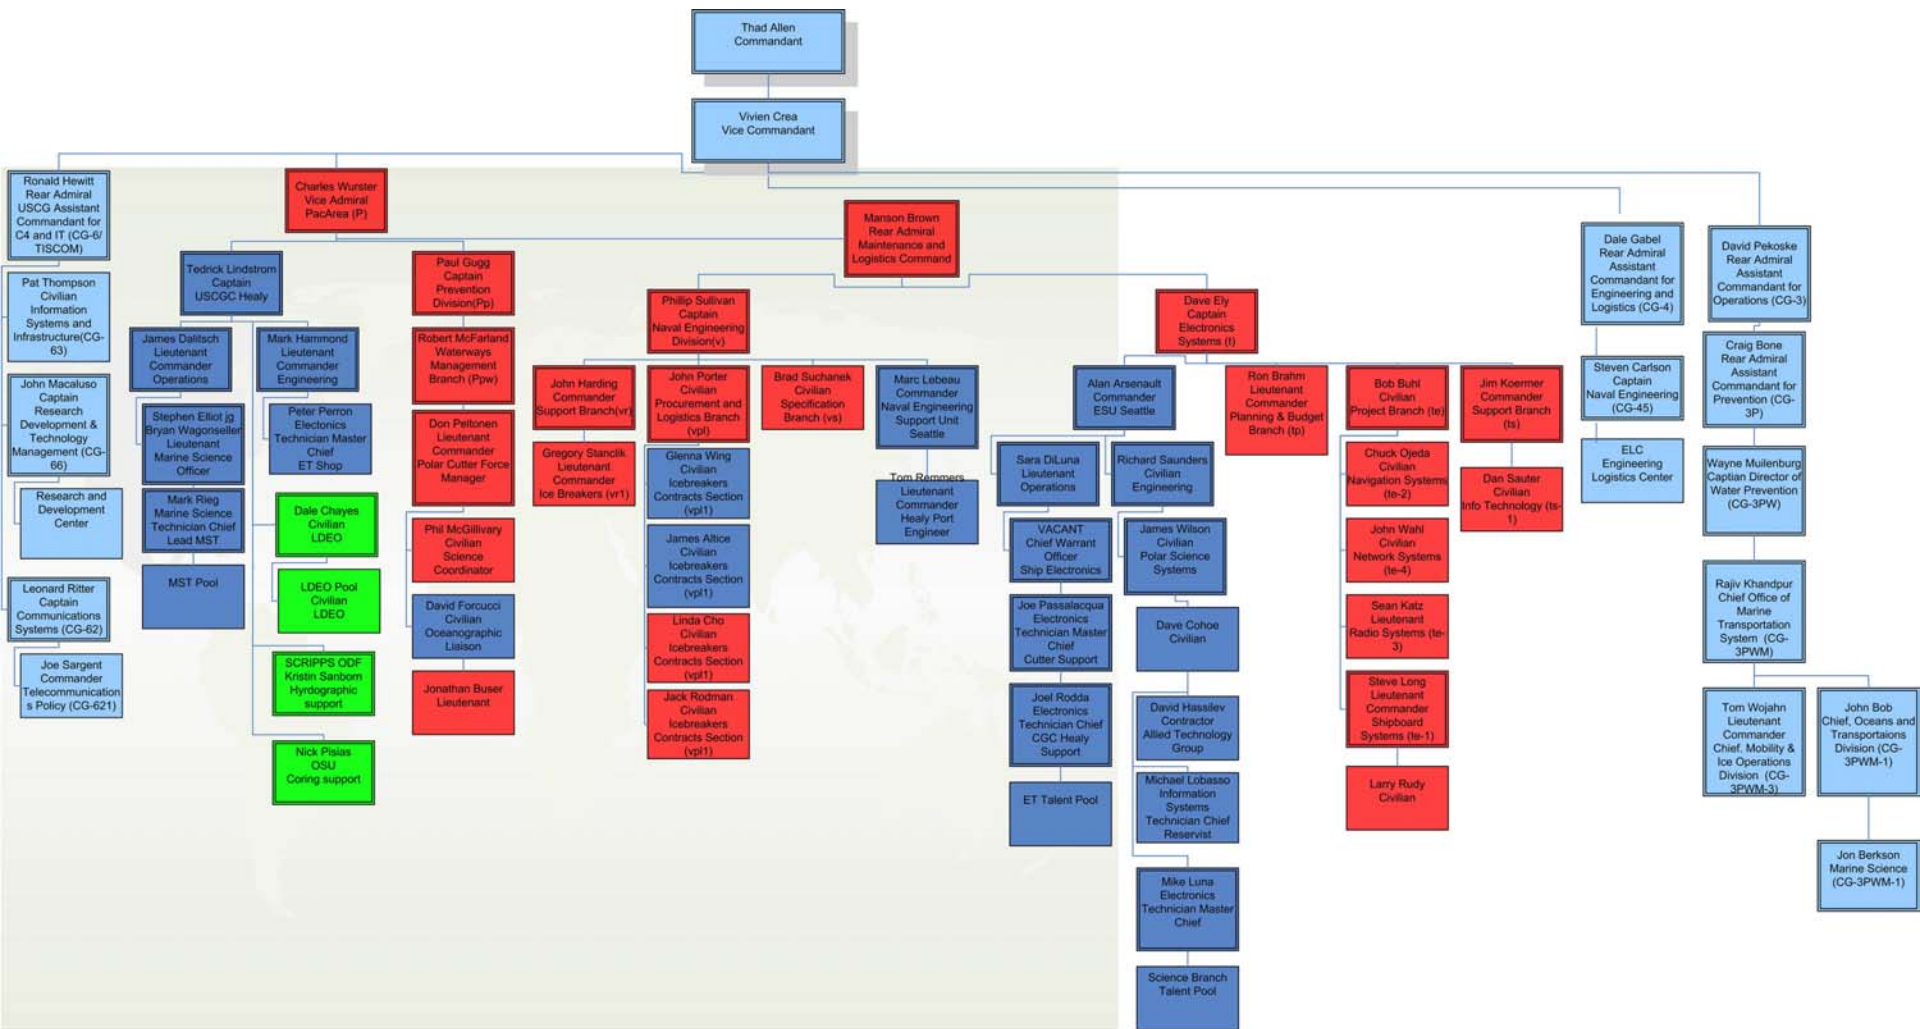 Thad Allen
Commandant
Vivien Crea
Vice Commandant
Ronald Hewitt
Rear Admiral
USCG Assistant
Commandant for
C4 and IT (CG-6/
TISCOM)
Pat Thompson
Civilian
Information
Systems and
Infrastructure(CG-
63)
John Macaluso
Captain
Research
Development &
Technology
Management (CG-
66)
Research and
Development
Center
Leonard Ritter
Captain
Communications
Systems (CG-62)
Joe Sargent
Commander
Telecommunication
s Policy (CG-621)
Charles Wurster
Vice Admiral
PacArea (P)
Tedrick Lindstrom
Captain
USCGC Healy
James Dalitsch
Lieutenant
Commander
Operations
Stephen Elliot jg
Bryan Wagonseller
Lieutenant
Marine Science
Officer
Mark Rieg
Marine Science
Technician Chief
Lead MST
MST Pool
Mark Hammond
Lieutenant
Commander
Engineering
Peter Perron
Electonics
Technician Master
Chief
ET Shop
Dale Chayes
Civilian
LDEO
LDEO Pool
Civilian
LDEO
SCRIPPS ODF
Kristin Sanborn
Hyrdographic
support
Nick Pisias
OSU
Coring support
Paul Gugg
Captain
Prevention
Division(Pp)
Robert McFarland
Waterways
Management
Branch (Ppw)
Don Peltonen
Lieutenant
Commander
Polar Cutter Force
Manager
Phil McGillivary
Civilian
Science
Coordinator
David Forcucci
Civilian
Oceanographic
Liaison
Jonathan Buser
Lieutenant
Manson Brown
Rear Admiral
Maintenance and
Logistics Command
Phillip Sullivan
Captain
Naval Engineering
Division(v)
John Harding
Commander
Support Branch(vr)
Gregory Stanclik
Lieutenant
Commander
Ice Breakers (vr1)
John Porter
Civilian
Procurement and
Logistics Branch
(vpl)
Glenna Wing
Civilian
Icebreakers
Contracts Section
(vpl1)
James Altice
Civilian
Icebreakers
Contracts Section
(vpl1)
Linda Cho
Civilian
Icebreakers
Contracts Section
(vpl1)
Jack Rodman
Civilian
Icebreakers
Contracts Section
(vpl1)
Brad Suchanek
Civilian
Specification
Branch (vs)
Marc Lebeau
Commander
Naval Engineering
Support Unit
Seattle
Tom Remmers
Lieutenant
Commander
Healy Port
Engineer
Dave Ely
Captain
Electronics
Systems (t)
Alan Arsenault
Commander
ESU Seattle
Sara DiLuna
Lieutenant
Operations
VACANT
Chief Warrant
Officer
Ship Electronics
Joe Passalacqua
Electronics
Technician Master
Chief
Cutter Support
Joel Rodda
Electronics
Technician Chief
CGC Healy
Support
ET Talent Pool
Richard Saunders
Civilian
Engineering
James Wilson
Civilian
Polar Science
Systems
Dave Cohoe
Civilian
David Hassilev
Contractor
Allied Technology
Group
Michael Lobasso
Information
Systems
Technician Chief
Reservist
Mike Luna
Electronics
Technician Master
Chief
Science Branch
Talent Pool
Ron Brahm
Lieutenant
Commander
Planning & Budget
Branch (tp)
Bob Buhl
Civilian
Project Branch (te)
Chuck Ojeda
Civilian
Navigation Systems
(te-2)
John Wahl
Civilian
Network Systems
(te-4)
Sean Katz
Lieutenant
Radio Systems (te-
3)
Steve Long
Lieutenant
Commander
Shipboard
Systems (te-1)
Larry Rudy
Civilian
Jim Koermer
Commander
Support Branch
(ts)
Dan Sauter
Civilian
Info Technology (ts-
1)
Dale Gabel
Rear Admiral
Assistant
Commandant for
Engineering and
Logistics (CG-4)
Steven Carlson
Captain
Naval Engineering
(CG-45)
ELC
Engineering
Logistics Center
David Pekoske
Rear Admiral
Assistant
Commandant for
Operations (CG-3)
Craig Bone
Rear Admiral
Assistant
Commandant for
Prevention (CG-
3P)
Wayne Muilenburg
Captian Director of
Water Prevention
(CG-3PW)
Rajiv Khandpur
Chief Office of
Marine
Transportation
System (CG-
3PWM)
Tom Wojahn
Lieutenant
Commander
Chief, Mobility &
Ice Operations
Division (CG-
3PWM-3)
John Bob
Chief, Oceans and
Transportaions
Division (CG-
3PWM-1)
Jon Berkson
Marine Science
(CG-3PWM-1)